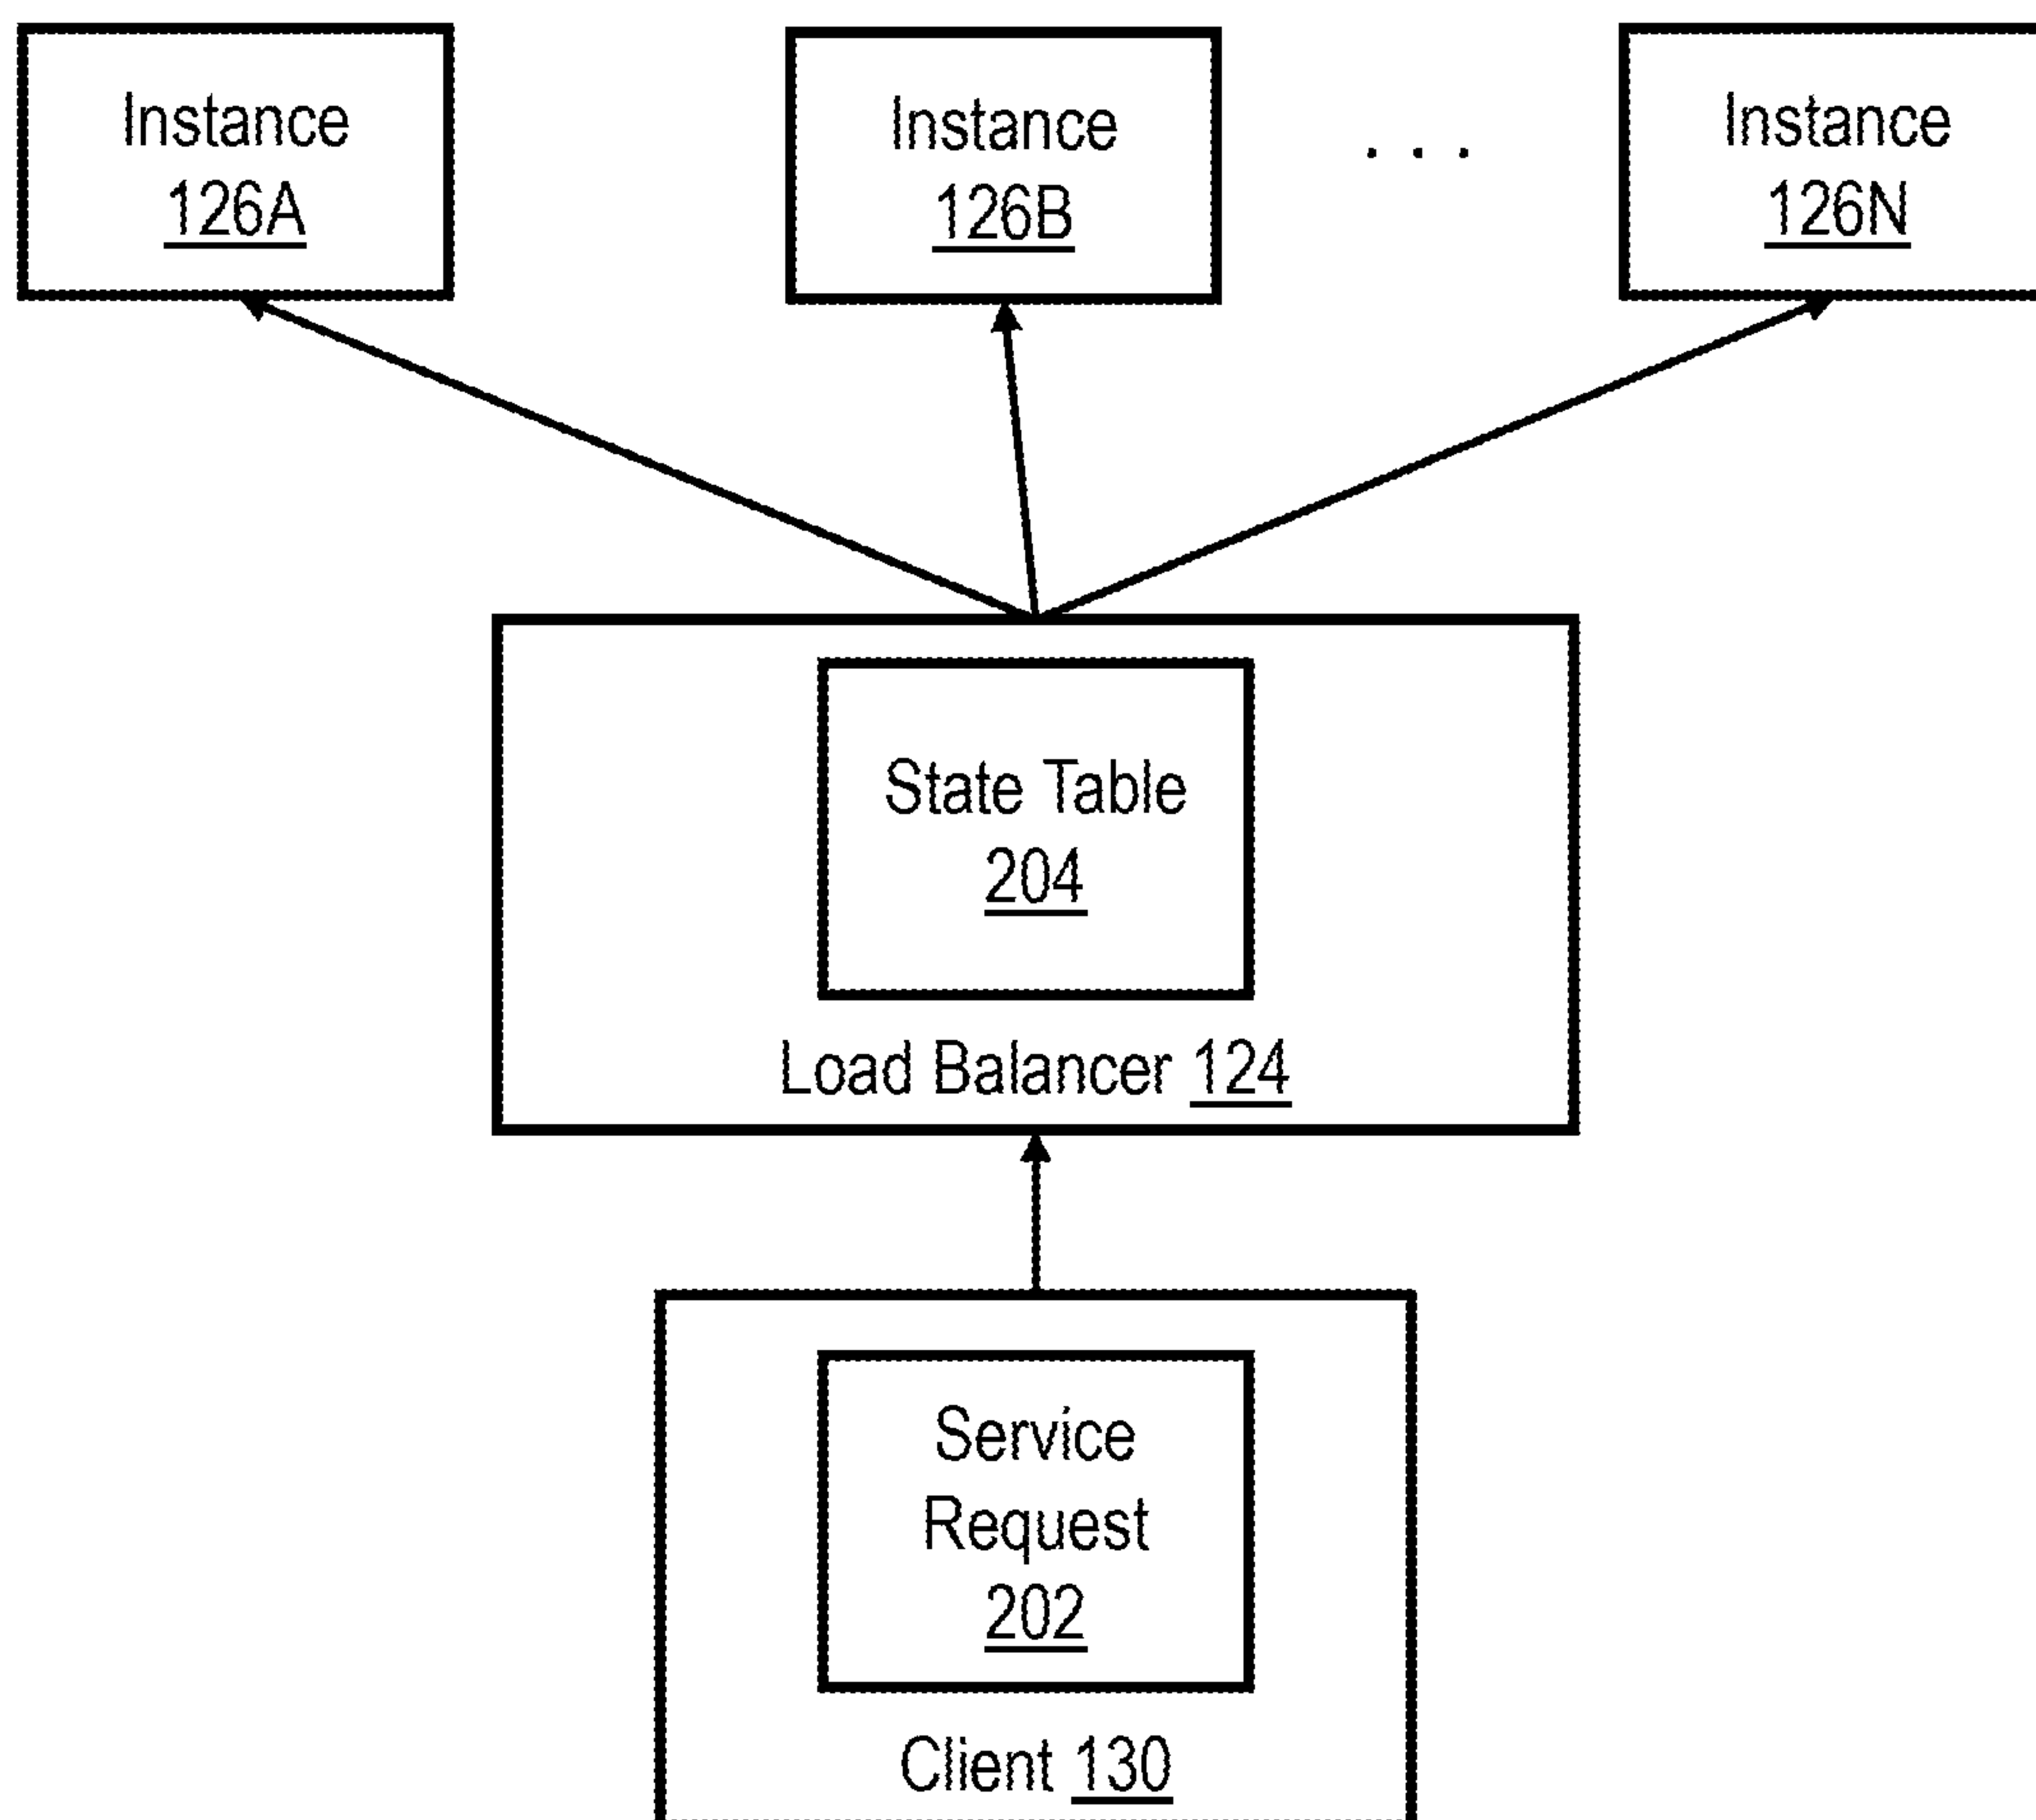 Instance
126A
Instance
126B
. . .
Instance
126N
State Table
204
Load Balancer 124
Service
Request
202
Client 130